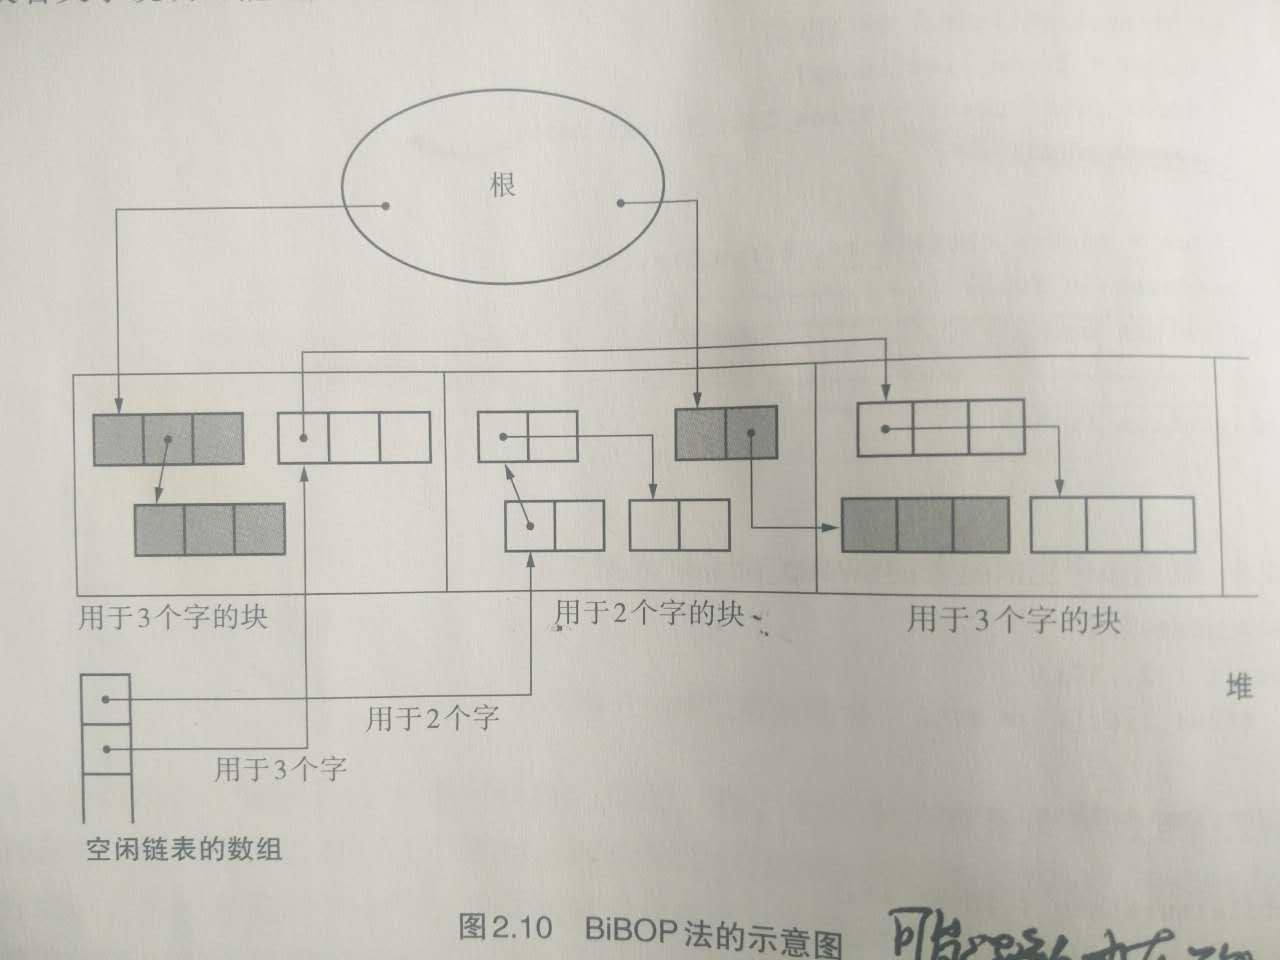 根
用于3个字的块
用于2个字的块
用于3个字的块
堆
用于2个字
用于3个字
空闲链表的数组
图2.10 BiBOP法的示意图